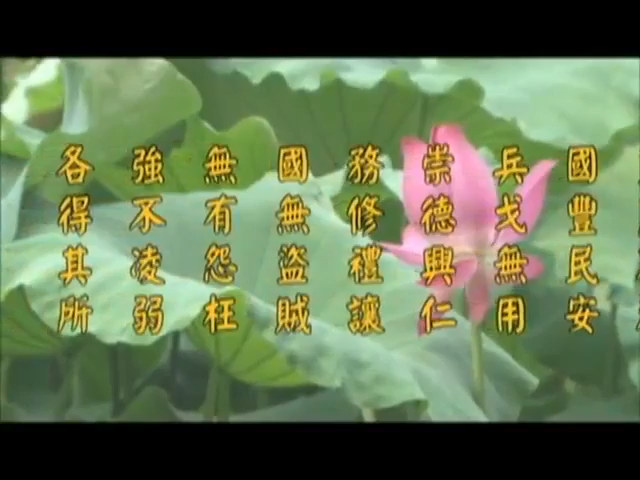 國豐民安
兵戈無用
崇德興仁
務修禮讓
國無盜賊
無有怨枉
強不凌弱
各得其所